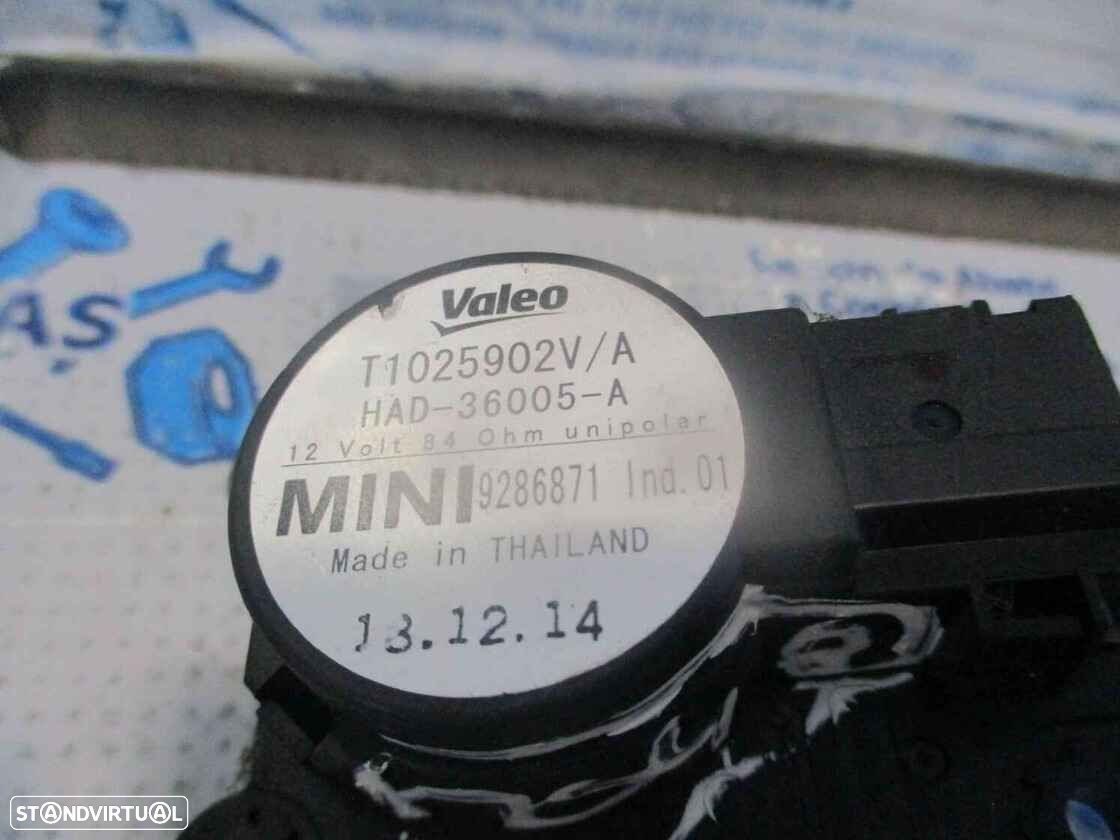 AS
Valeo
T1025902V/A
HAD-36005-A
12 Volt 84 Ohm unipolar
MINI 9286871 Ind.01
Made in THAILAND
13.12.14
STANDVIRTUAL